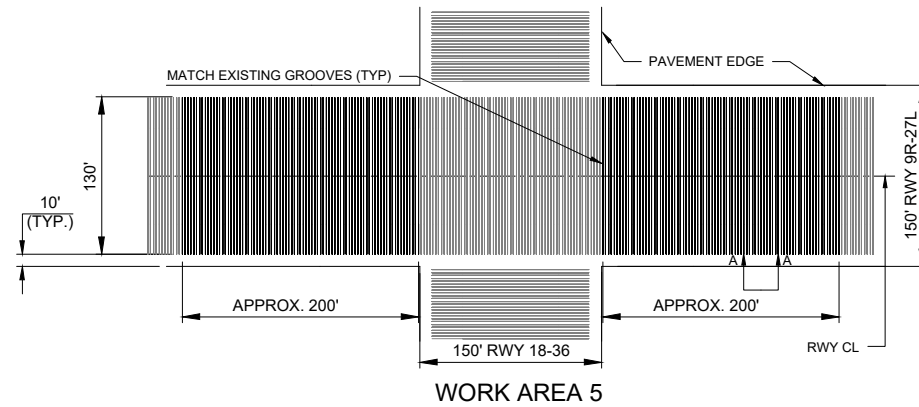 PAVEMENT EDGE
MATCH EXISTING GROOVES (TYP)
130'
10'
(TYP.)
150' RWY 9R-27L
A
A
APPROX. 200'
APPROX. 200'
150' RWY 18-36
RWY CL
WORK AREA 5